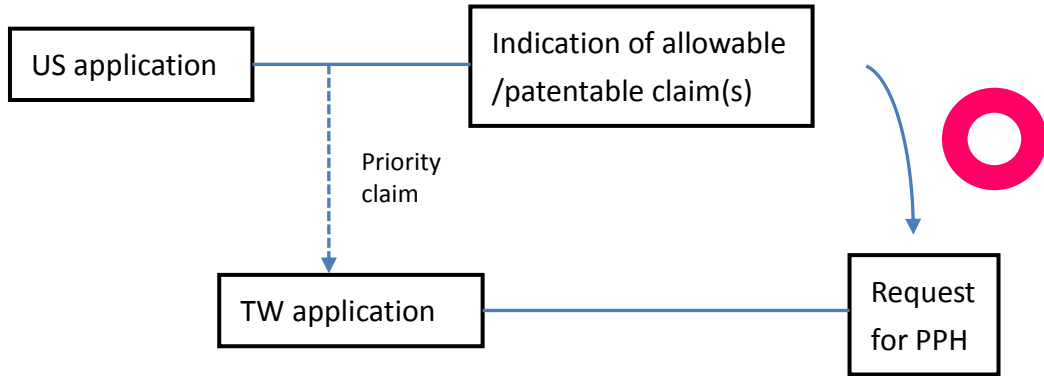 US application
Indication of allowable
/patentable claim(s)
Priority
claim
TW application
Request
for PPH